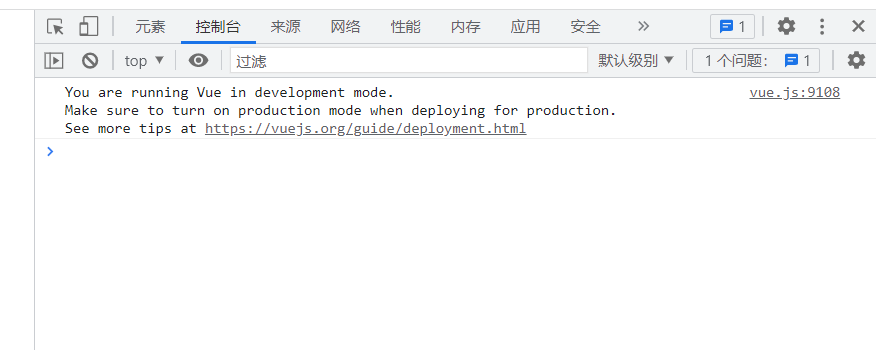 元素 控制台 来源 网络 性能 内存 应用 安全 1
top 过滤 默认级别 1 个问题: 1
You are running Vue in development mode. vue.js:9108
Make sure to turn on production mode when deploying for production.
See more tips at https://vuejs.org/guide/deployment.html